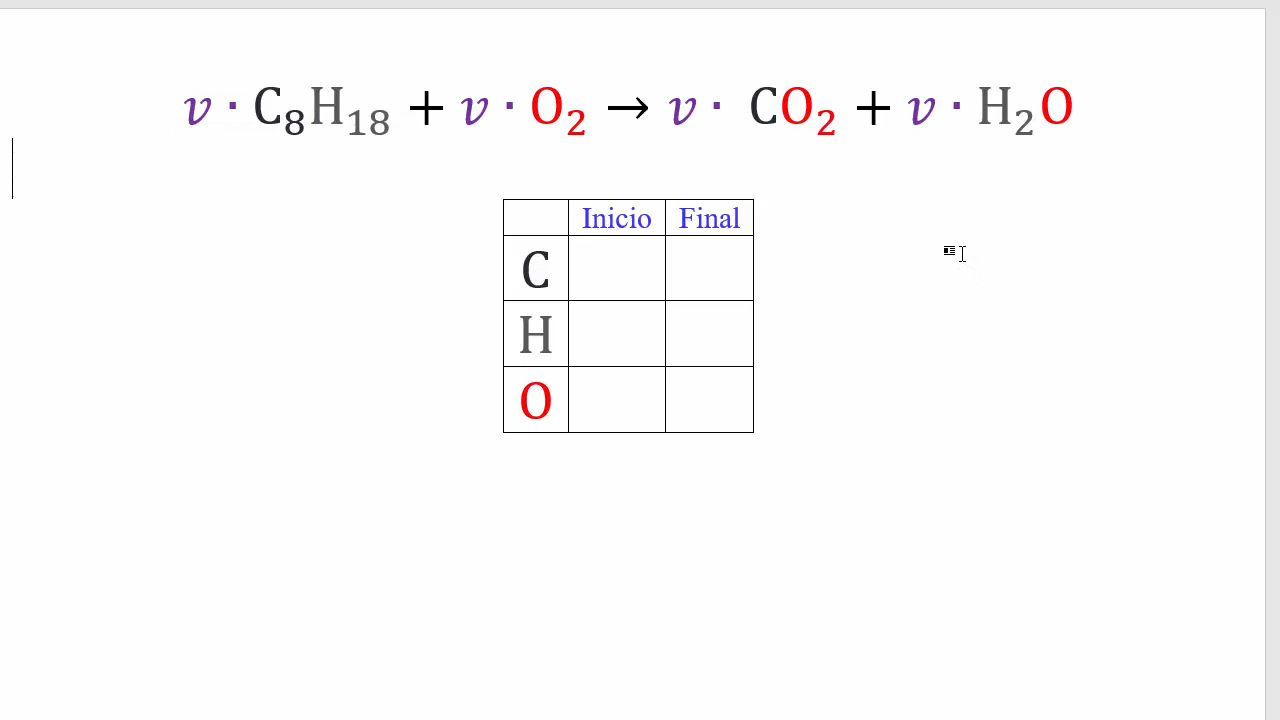 v · C₈H₁₈ + v · O₂ → v · CO₂ + v · H₂O
Inicio Final
C
H
O